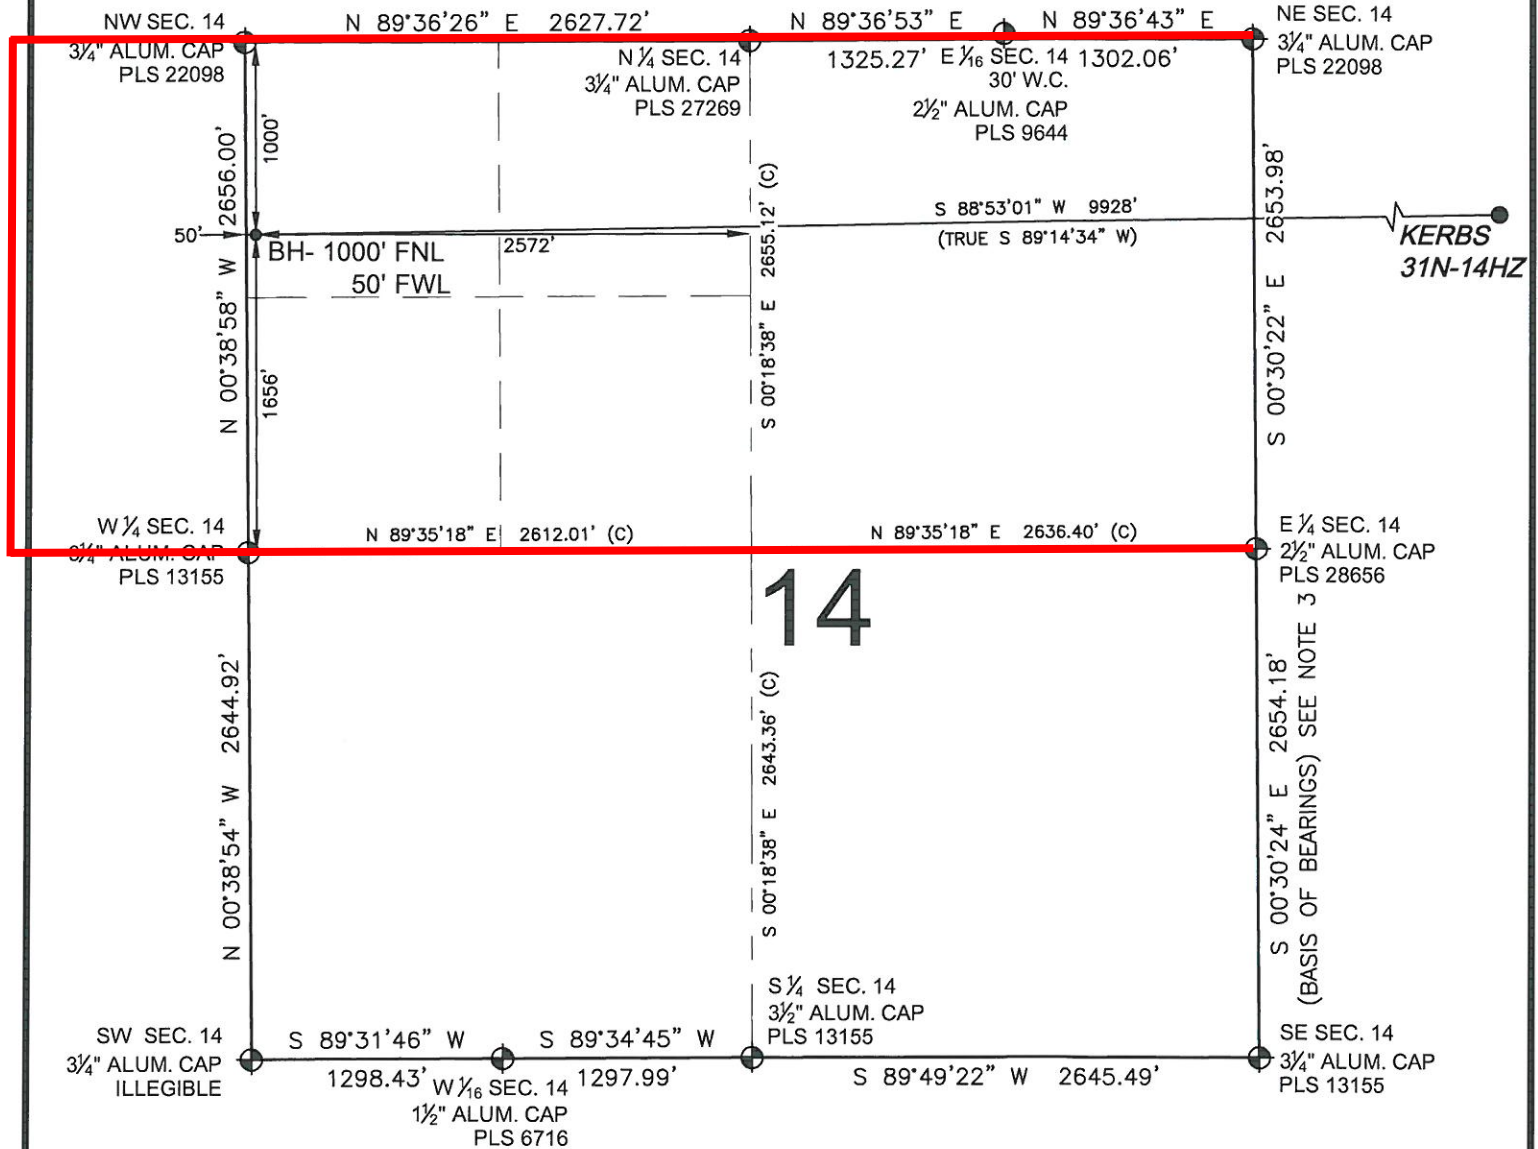 NW SEC. 14
3¼" ALUM. CAP
PLS 22098
N 89°36'26" E 2627.72'
N ¼ SEC. 14
3¼" ALUM. CAP
PLS 27269
N 89°36'53" E
1325.27'
E ⅟16 SEC. 14
30' W.C.
2½" ALUM. CAP
PLS 9644
N 89°36'43" E
1302.06'
NE SEC. 14
3¼" ALUM. CAP
PLS 22098
N 00°38'58" W 2656.00'
1000'
50'
BH- 1000' FNL
50' FWL
2572'
1656'
S 00°18'38" E 2655.12' (C)
S 88°53'01" W 9928'
(TRUE S 89°14'34" W)
S 00°30'22" E 2653.98'
KERBS
31N-14HZ
W ¼ SEC. 14
3¼" ALUM. CAP
PLS 13155
N 89°35'18" E 2612.01' (C)
N 89°35'18" E 2636.40' (C)
E ¼ SEC. 14
2½" ALUM. CAP
PLS 28656
14
N 00°38'54" W 2644.92'
S 00°18'38" E 2643.36' (C)
S 00°30'24" E 2654.18'
(BASIS OF BEARINGS) SEE NOTE 3
SW SEC. 14
3¼" ALUM. CAP
ILLEGIBLE
S 89°31'46" W
1298.43'
W ⅟16 SEC. 14
1½" ALUM. CAP
PLS 6716
S 89°34'45" W
1297.99'
S ¼ SEC. 14
3½" ALUM. CAP
PLS 13155
S 89°49'22" W 2645.49'
SE SEC. 14
3¼" ALUM. CAP
PLS 13155